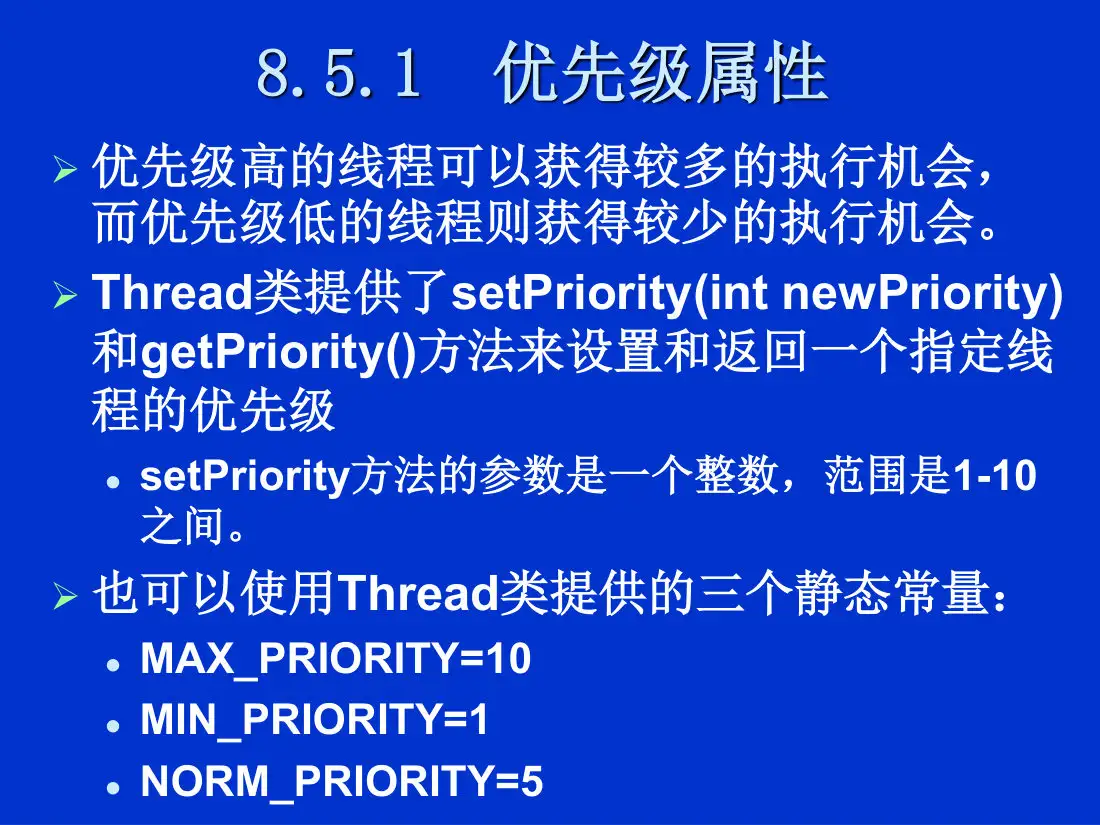 8.5.1 优先级属性
优先级高的线程可以获得较多的执行机会，
而优先级低的线程则获得较少的执行机会。
Thread类提供了setPriority(int newPriority)
和getPriority()方法来设置和返回一个指定线
程的优先级
setPriority方法的参数是一个整数，范围是1-10
之间。
也可以使用Thread类提供的三个静态常量：
MAX_PRIORITY=10
MIN_PRIORITY=1
NORM_PRIORITY=5